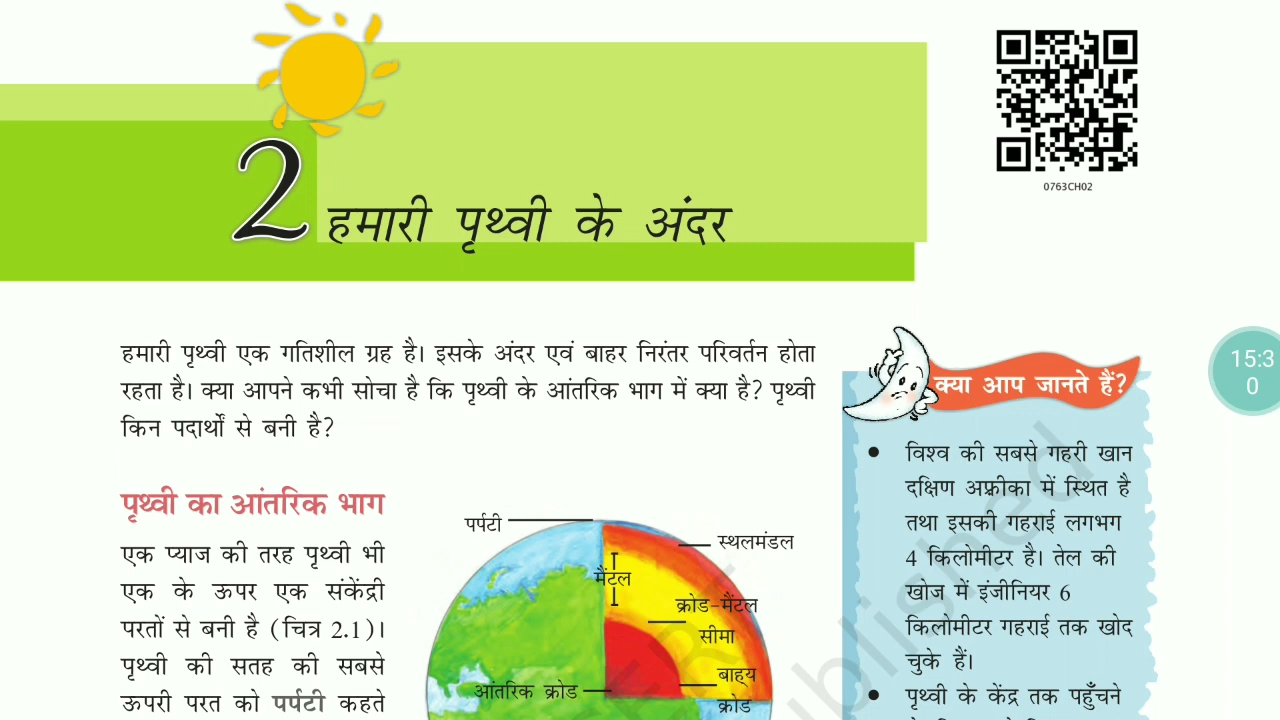 0763CH02
2 हमारी पृथ्वी के अंदर
हमारी पृथ्वी एक गतिशील ग्रह है। इसके अंदर एवं बाहर निरंतर परिवर्तन होता
रहता है। क्या आपने कभी सोचा है कि पृथ्वी के आंतरिक भाग में क्या है? पृथ्वी
किन पदार्थों से बनी है?
पृथ्वी का आंतरिक भाग
एक प्याज की तरह पृथ्वी भी
एक के ऊपर एक संकेंद्री
परतों से बनी है (चित्र 2.1)।
पृथ्वी की सतह की सबसे
ऊपरी परत को पर्पटी कहते
पर्पटी
स्थलमंडल
मैंटल
क्रोड-मैंटल
सीमा
बाह्य
क्रोड
आंतरिक क्रोड
क्या आप जानते हैं?
• विश्व की सबसे गहरी खान
दक्षिण अफ़्रीका में स्थित है
तथा इसकी गहराई लगभग
4 किलोमीटर है। तेल की
खोज में इंजीनियर 6
किलोमीटर गहराई तक खोद
चुके हैं।
• पृथ्वी के केंद्र तक पहुँचने
15:3
0